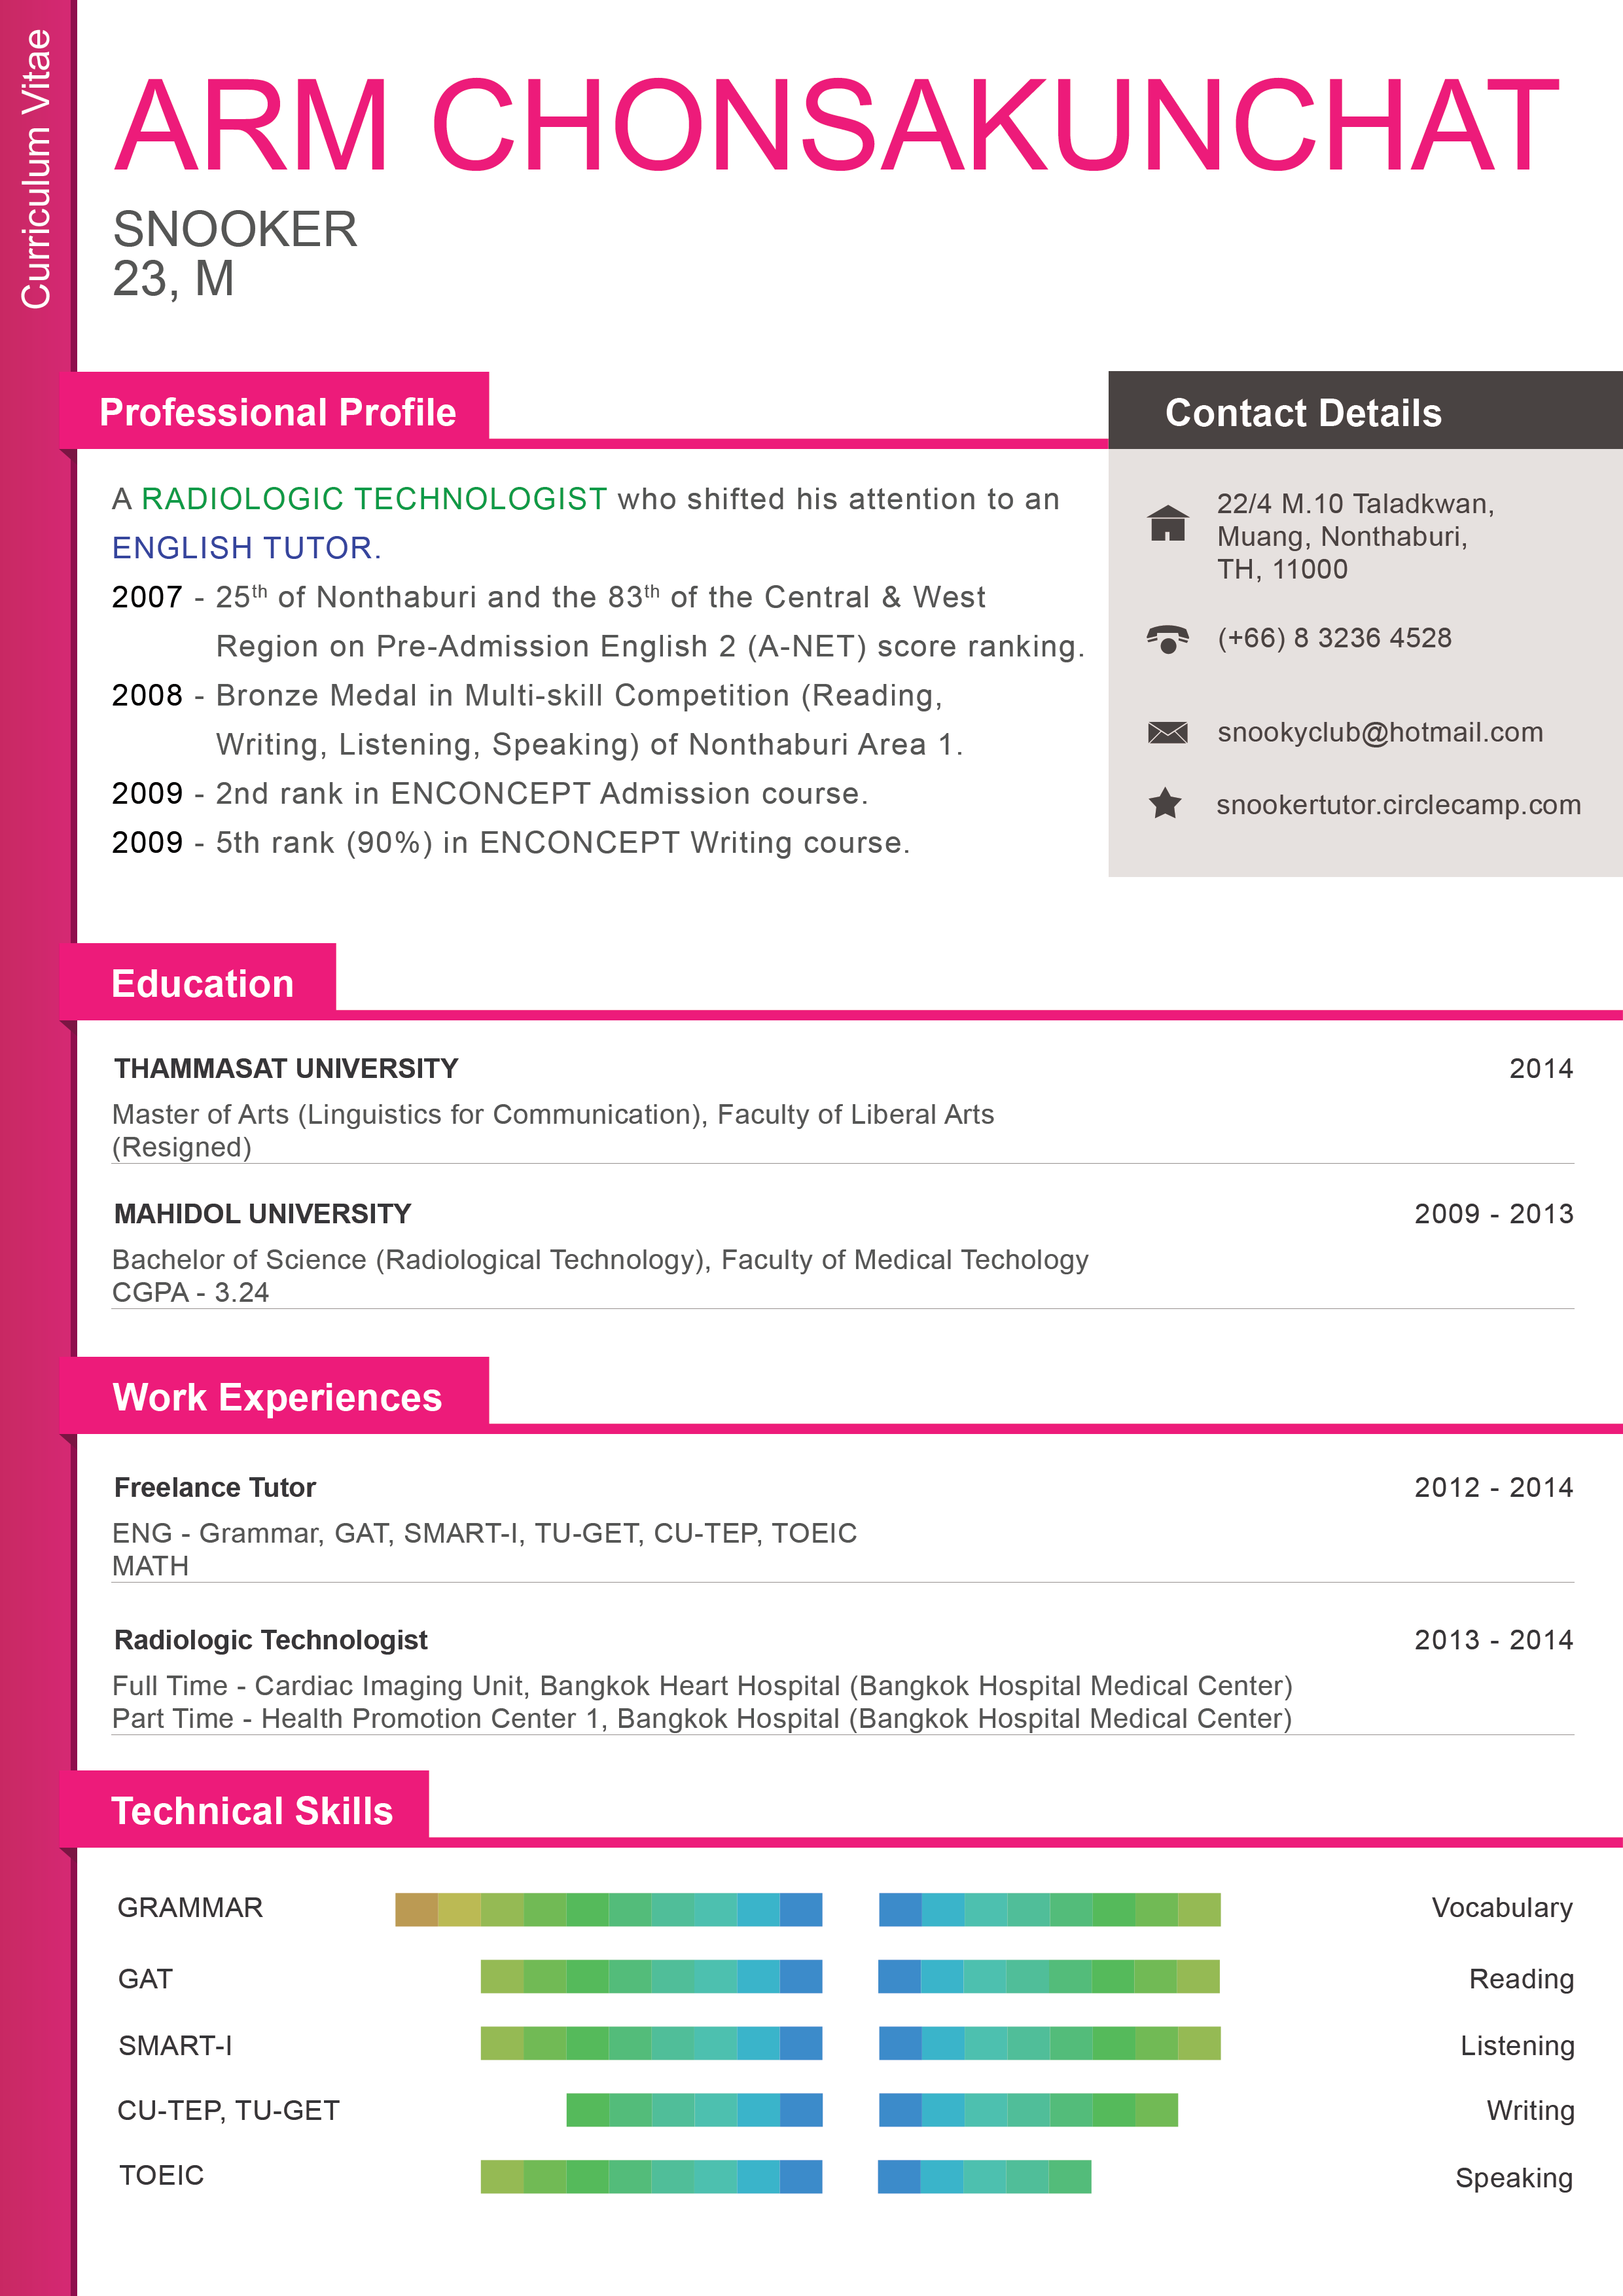 Curriculum Vitae
ARM CHONSAKUNCHAT
SNOOKER
23, M
Professional Profile
A RADIOLOGIC TECHNOLOGIST who shifted his attention to an
ENGLISH TUTOR.
2007 - 25th of Nonthaburi and the 83th of the Central & West
Region on Pre-Admission English 2 (A-NET) score ranking.
2008 - Bronze Medal in Multi-skill Competition (Reading,
Writing, Listening, Speaking) of Nonthaburi Area 1.
2009 - 2nd rank in ENCONCEPT Admission course.
2009 - 5th rank (90%) in ENCONCEPT Writing course.
Contact Details
22/4 M.10 Taladkwan,
Muang, Nonthaburi,
TH, 11000
(+66) 8 3236 4528
snookyclub@hotmail.com
snookertutor.circlecamp.com
Education
THAMMASAT UNIVERSITY 2014
Master of Arts (Linguistics for Communication), Faculty of Liberal Arts
(Resigned)
MAHIDOL UNIVERSITY 2009 - 2013
Bachelor of Science (Radiological Technology), Faculty of Medical Techology
CGPA - 3.24
Work Experiences
Freelance Tutor 2012 - 2014
ENG - Grammar, GAT, SMART-I, TU-GET, CU-TEP, TOEIC
MATH
Radiologic Technologist 2013 - 2014
Full Time - Cardiac Imaging Unit, Bangkok Heart Hospital (Bangkok Hospital Medical Center)
Part Time - Health Promotion Center 1, Bangkok Hospital (Bangkok Hospital Medical Center)
Technical Skills
GRAMMAR Vocabulary
GAT Reading
SMART-I Listening
CU-TEP, TU-GET Writing
TOEIC Speaking